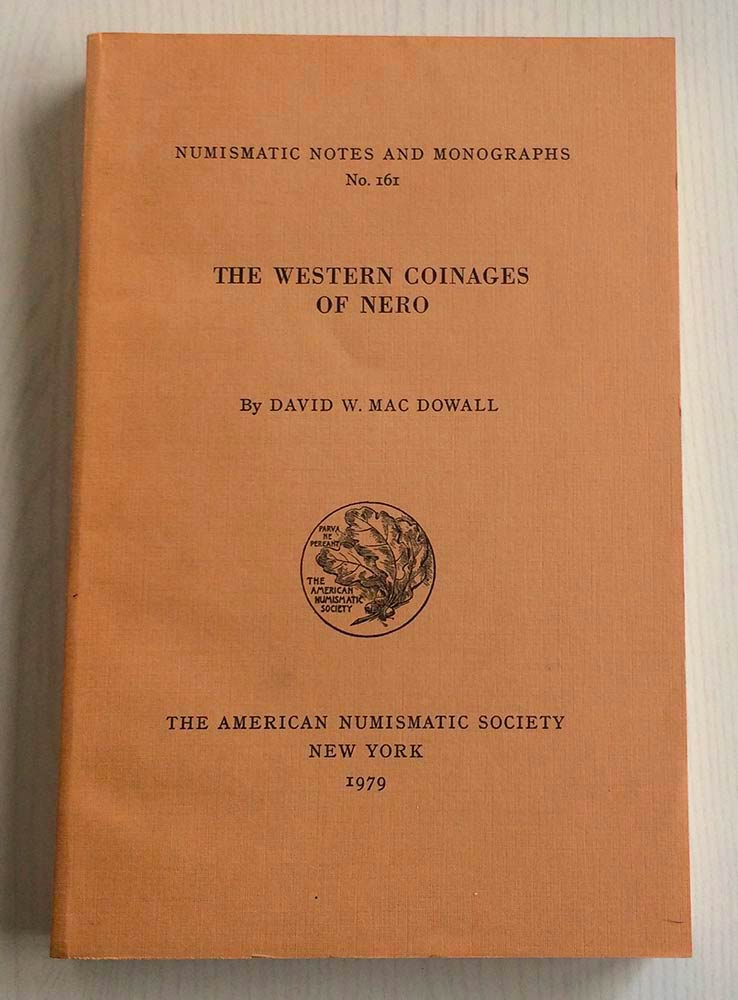 NUMISMATIC NOTES AND MONOGRAPHS
No. 161
THE WESTERN COINAGES
OF NERO
By DAVID W. MAC DOWALL
PARVA
NE
PEREANT
THE
AMERICAN
NUMISMATIC
SOCIETY
THE AMERICAN NUMISMATIC SOCIETY
NEW YORK
1979